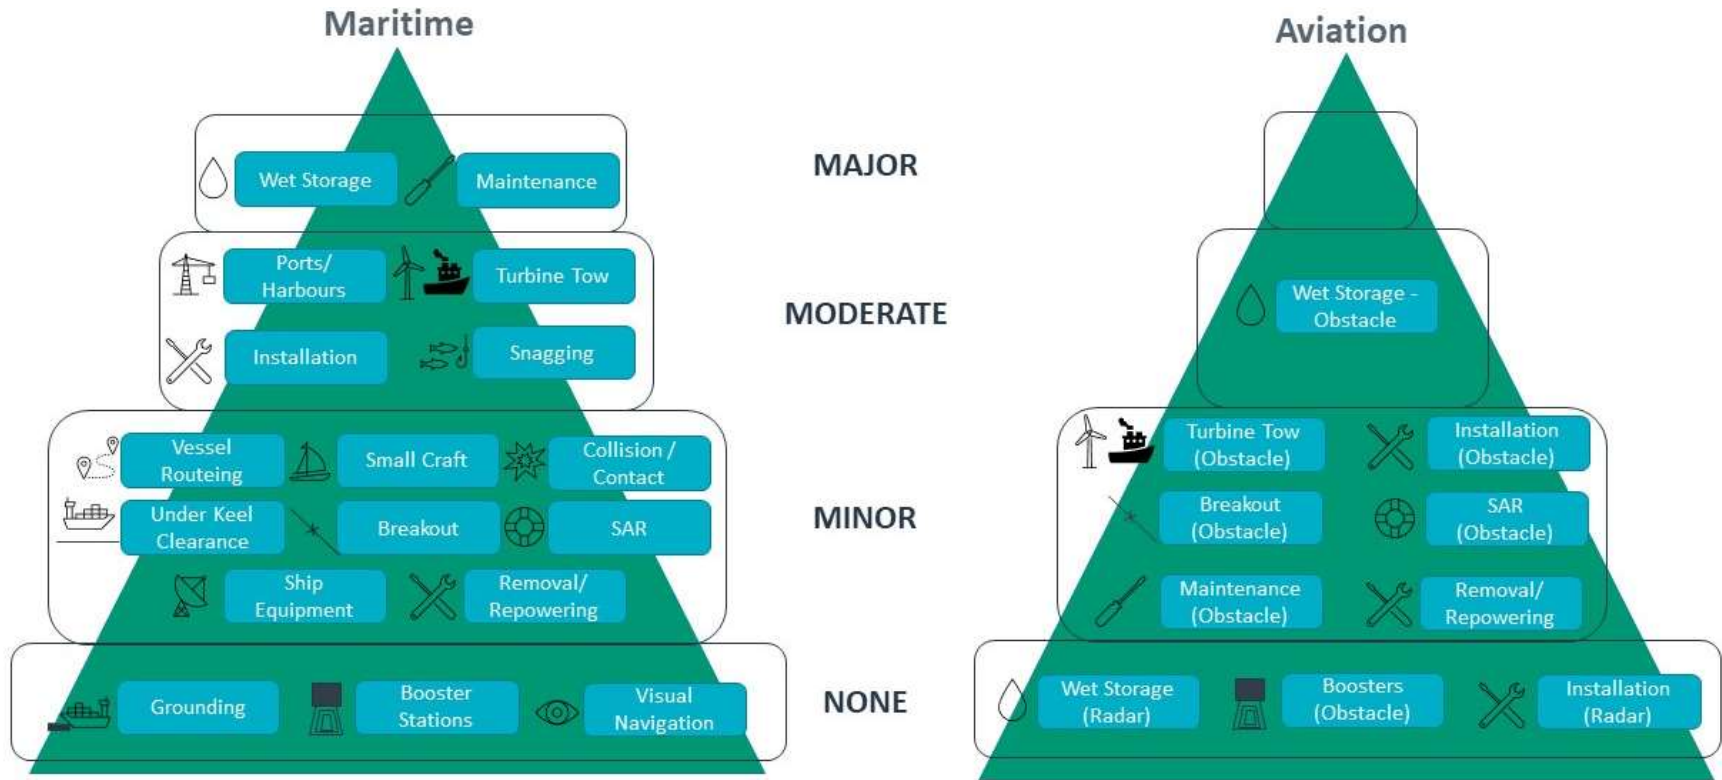 Maritime
Wet Storage
Maintenance
Ports/
Harbours
Turbine Tow
Installation
Snagging
Vessel
Routeing
Small Craft
Collision /
Contact
Under Keel
Clearance
Breakout
SAR
Ship
Equipment
Removal/
Repowering
Grounding
Booster
Stations
Visual
Navigation
MAJOR
MODERATE
MINOR
NONE
Aviation
Wet Storage -
Obstacle
Turbine Tow
(Obstacle)
Installation
(Obstacle)
Breakout
(Obstacle)
SAR
(Obstacle)
Maintenance
(Obstacle)
Removal/
Repowering
Wet Storage
(Radar)
Boosters
(Obstacle)
Installation
(Radar)